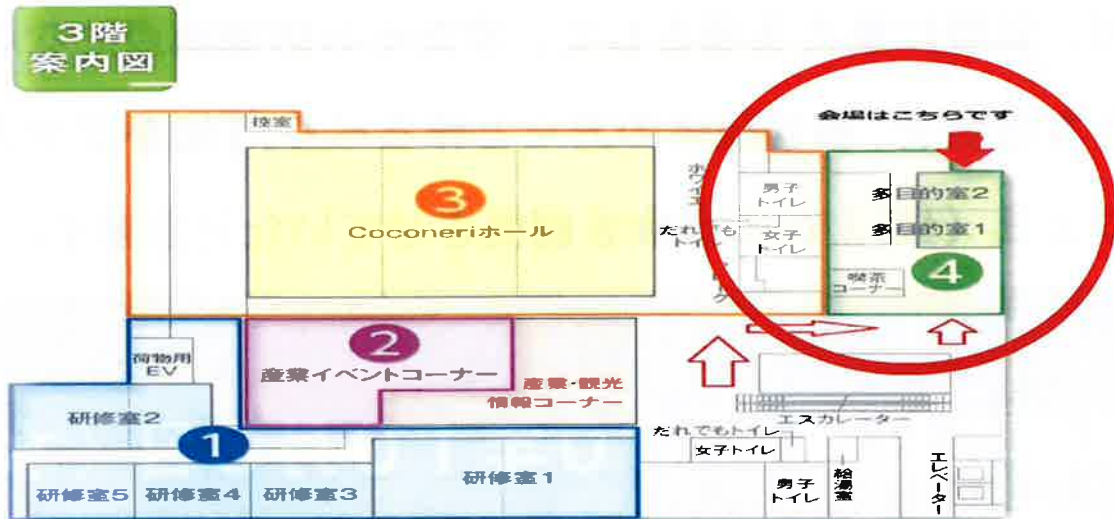 3階
案内図
控室
会場はこちらです
ホワイエ
男子
トイレ
多目的室2
3
Coconeriホール
だれでも
トイレ
女子
トイレ
多目的室1
喫茶
コーナー
4
荷物用
EV
2
産業イベントコーナー
産業・観光
情報コーナー
研修室2
1
エスカレーター
だれでもトイレ
女子トイレ
研修室5
研修室4
研修室3
研修室1
男子
トイレ
給湯室
エレベーター